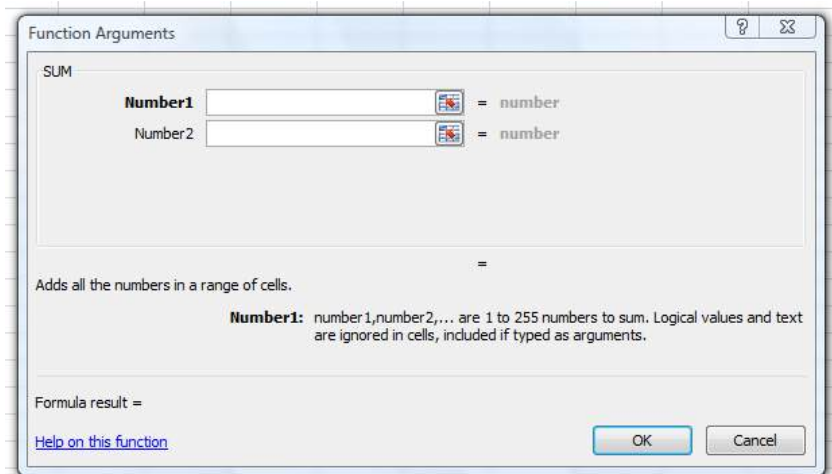 Function Arguments
SUM
Number1 = number
Number2 = number
=
Adds all the numbers in a range of cells.
Number1: number1,number2,... are 1 to 255 numbers to sum. Logical values and text
are ignored in cells, included if typed as arguments.
Formula result =
Help on this function OK Cancel